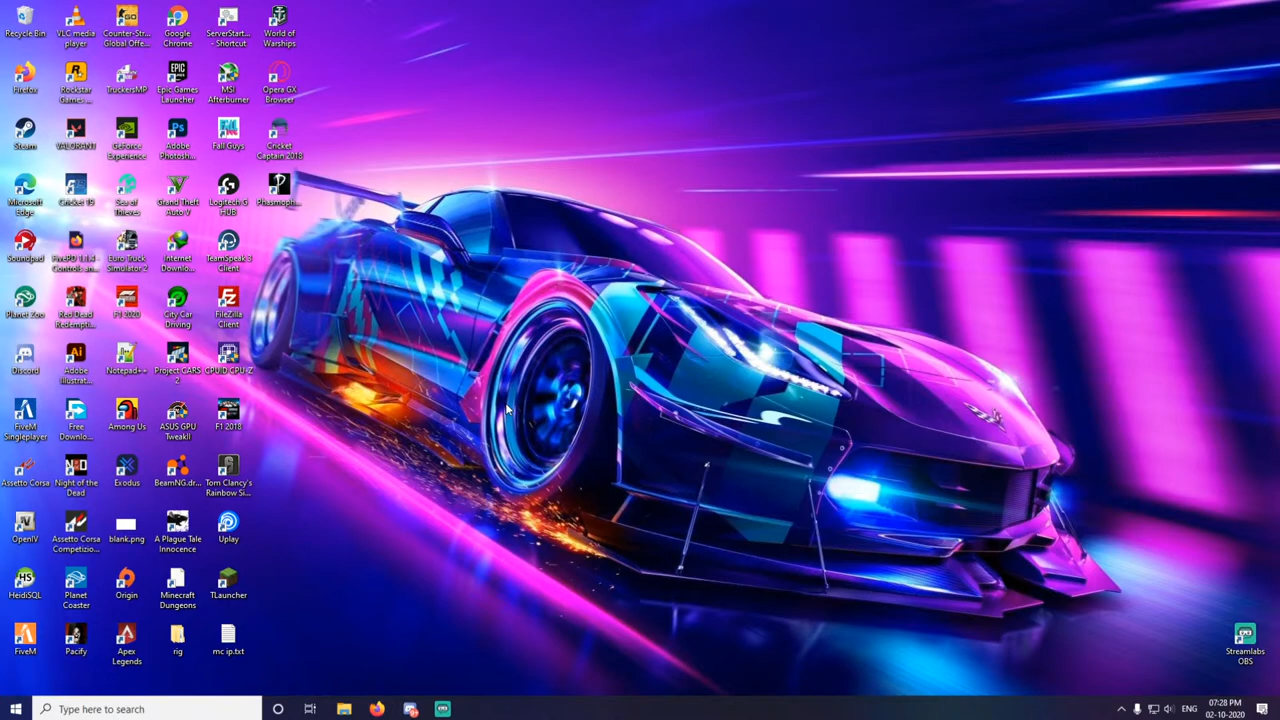 Recycle Bin
VLC media player
Counter-Str... Global Offe...
Google Chrome
ServerStart... - Shortcut
World of Warships
Firefox
Rockstar Games ...
TruckersMP
Epic Games Launcher
MSI Afterburner
Opera GX Browser
Steam
VALORANT
GeForce Experience
Adobe Photosh...
Fall Guys
Cricket Captain 2018
Microsoft Edge
Cricket 19
Sea of Thieves
Grand Theft Auto V
Logitech G HUB
Phasmoph...
Soundpad
FivePD 1.1.4 - Controls an...
Euro Truck Simulator 2
Internet Downlo...
TeamSpeak 3 Client
Planet Zoo
Red Dead Redempti...
F1 2020
City Car Driving
FileZilla Client
Discord
Adobe Illustrat...
Notepad++
Project CARS 2
CPUID CPU-Z
FiveM Singleplayer
Free Downlo...
Among Us
ASUS GPU TweakII
F1 2018
Assetto Corsa
Night of the Dead
Exodus
BeamNG.dr...
Tom Clancy's Rainbow Si...
OpenIV
Assetto Corsa Competizio...
blank.png
A Plague Tale Innocence
Uplay
HeidiSQL
Planet Coaster
Origin
Minecraft Dungeons
TLauncher
FiveM
Pacify
Apex Legends
rig
mc ip.txt
Streamlabs OBS
Type here to search
ENG
07:28 PM
02-10-2020